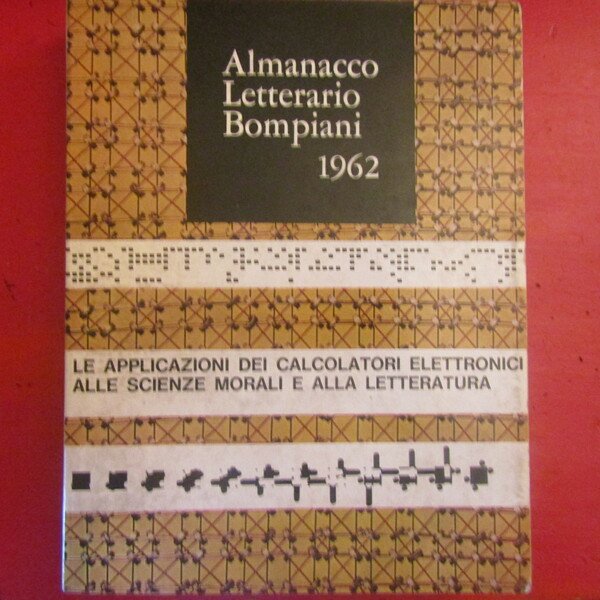 Almanacco
Letterario
Bompiani
1962
LE APPLICAZIONI DEI CALCOLATORI ELETTRONICI
ALLE SCIENZE MORALI E ALLA LETTERATURA